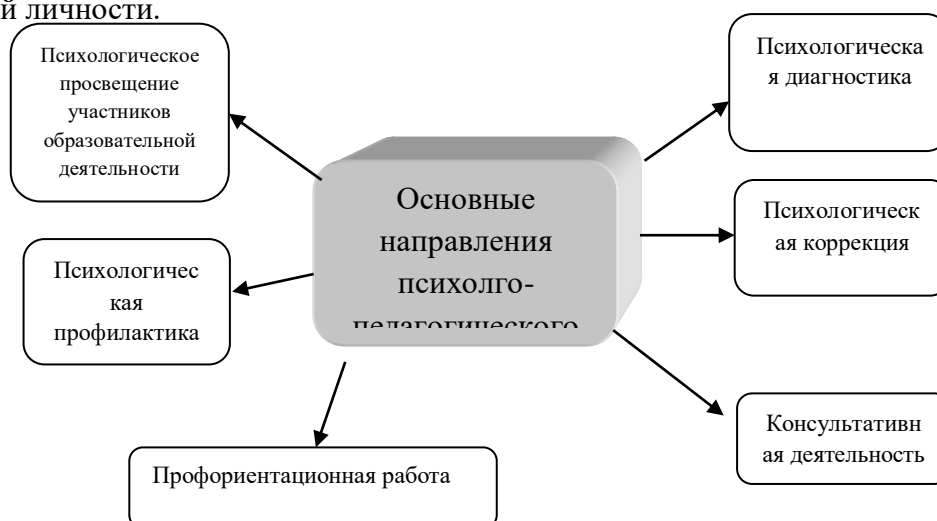 й личности.
Психологическое
просвещение
участников
образовательной
деятельности
Психологическа
я диагностика
Основные
направления
психолго-
педагогического
Психологическ
ая коррекция
Психологичес
кая
профилактика
Консультативн
ая деятельность
Профориентационная работа